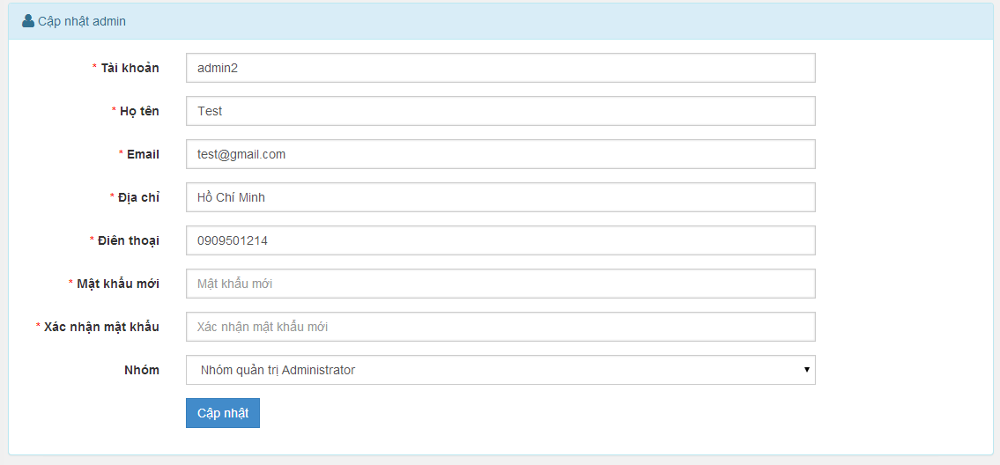 Cập nhật admin
* Tài khoản admin2
* Họ tên Test
* Email test@gmail.com
* Địa chỉ Hồ Chí Minh
* Điên thoại 0909501214
* Mật khẩu mới Mật khẩu mới
* Xác nhận mật khẩu Xác nhận mật khẩu mới
Nhóm Nhóm quản trị Administrator
Cập nhật